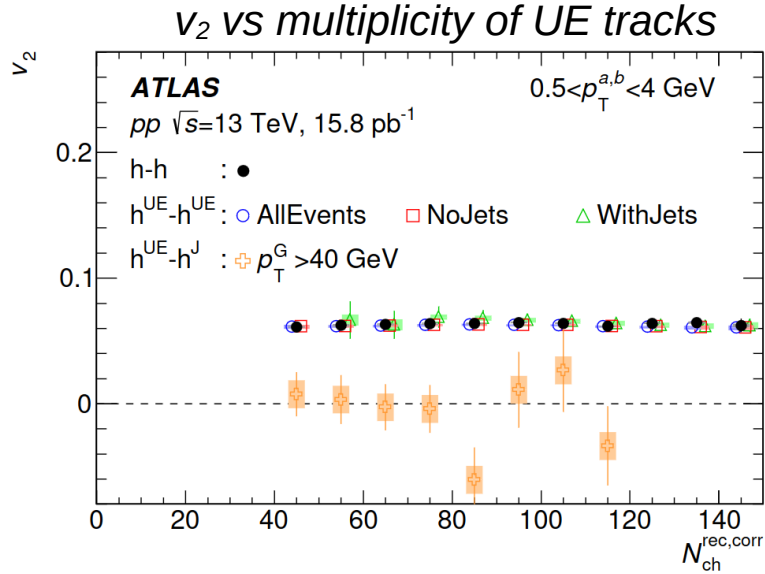 v₂ vs multiplicity of UE tracks
v₂
ATLAS
0.5<p_T^{a,b}<4 GeV
pp √s=13 TeV, 15.8 pb⁻¹
h-h : ●
h^{UE}-h^{UE} : ○ AllEvents □ NoJets △ WithJets
h^{UE}-h^{J} : p_T^{G} >40 GeV
0.2
0.1
0
0 20 40 60 80 100 120 140
N_{ch}^{rec,corr}